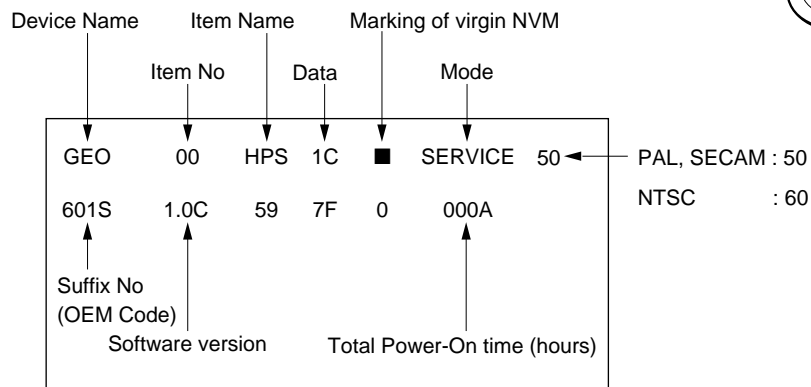 Device Name Item Name Marking of virgin NVM
Item No Data Mode
GEO 00 HPS 1C ■ SERVICE 50 PAL, SECAM : 50
NTSC : 60
601S 1.0C 59 7F 0 000A
Suffix No
(OEM Code)
Software version Total Power-On time (hours)